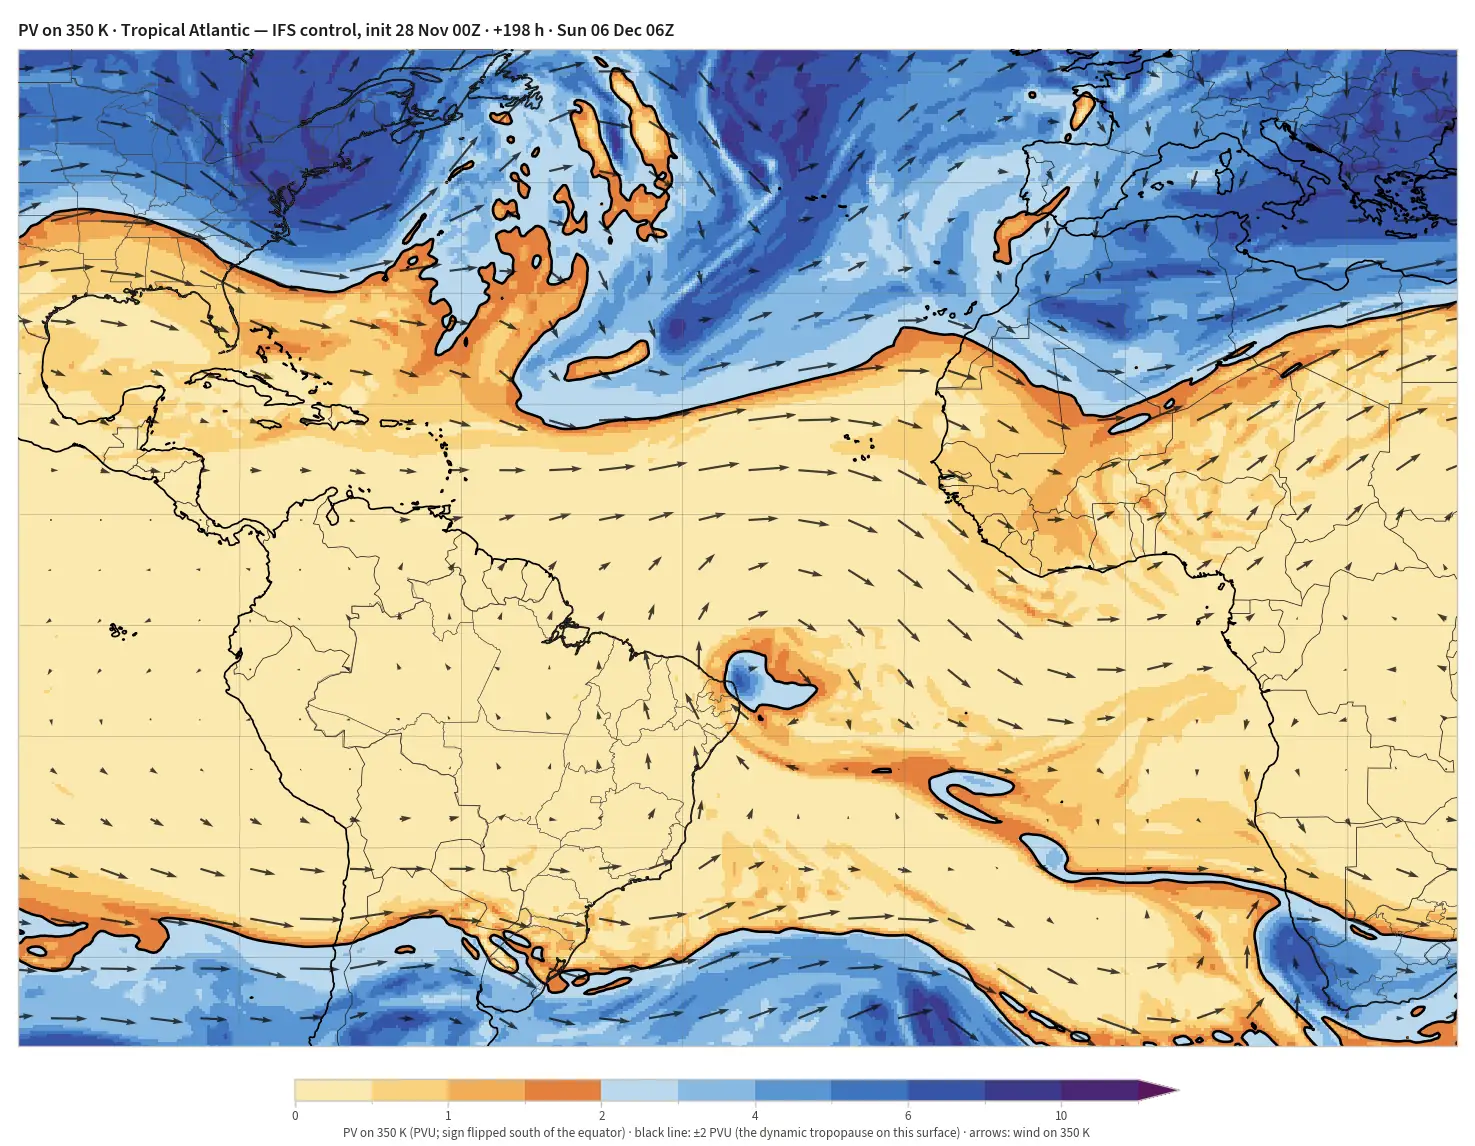 PV on 350 K · Tropical Atlantic — IFS control, init 28 Nov 00Z · +198 h · Sun 06 Dec 06Z
0 1 2 4 6 8 10
PV on 350 K (PVU; sign flipped south of the equator) · black line: ±2 PVU (the dynamic tropopause on this surface) · arrows: wind on 350 K